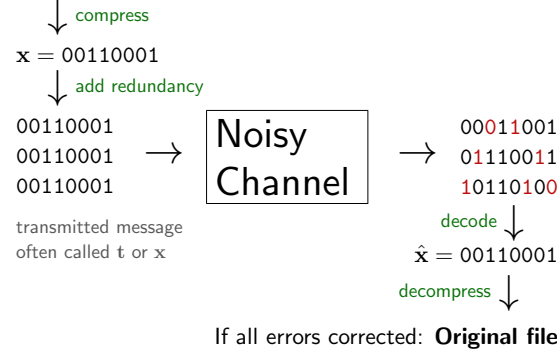 compress
x = 00110001
add redundancy
00110001
00110001
00110001
transmitted message
often called t or x
Noisy
Channel
00011001
01110011
10110100
decode
x̂ = 00110001
decompress
If all errors corrected: Original file